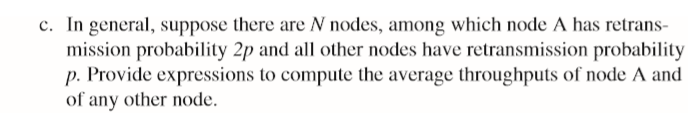 c. In general, suppose there are N nodes, among which node A has retrans-
mission probability 2p and all other nodes have retransmission probability
p. Provide expressions to compute the average throughputs of node A and
of any other node.